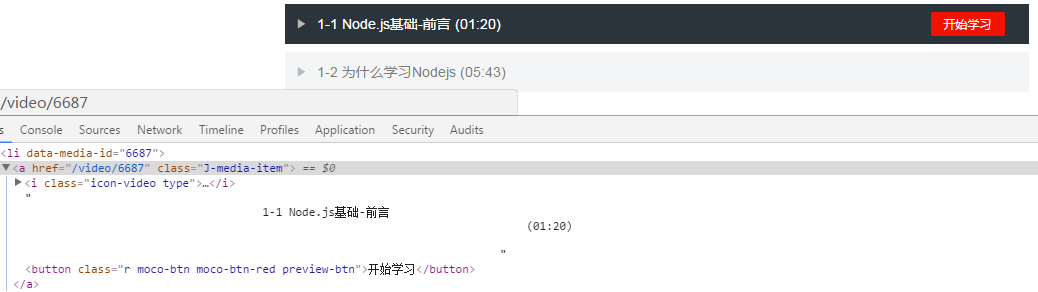 1-1 Node.js基础-前言 (01:20)
开始学习
1-2 为什么学习Nodejs (05:43)
/video/6687
s Console Sources Network Timeline Profiles Application Security Audits
<li data-media-id="6687">
<a href="/video/6687" class="J-media-item"> == $0
<i class="icon-video type">…</i>
"
1-1 Node.js基础-前言
(01:20)
"
<button class="r moco-btn moco-btn-red preview-btn">开始学习</button>
</a>